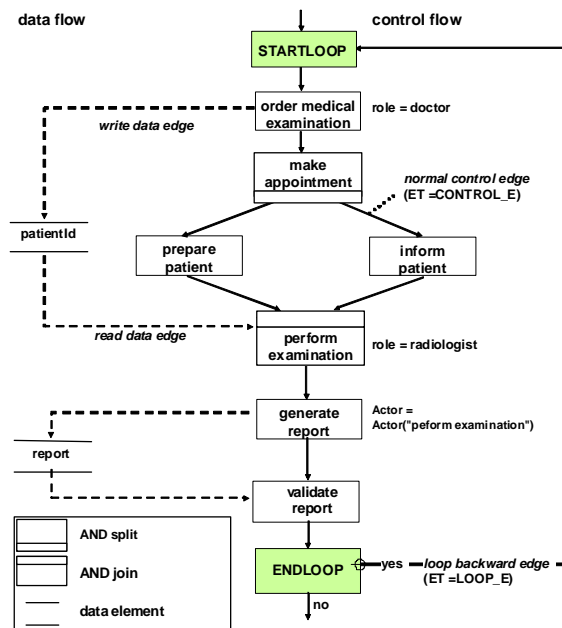 data flow
control flow
STARTLOOP
order medical
examination
role = doctor
write data edge
make
appointment
normal control edge
(ET =CONTROL_E)
patientId
prepare
patient
inform
patient
read data edge
perform
examination
role = radiologist
generate
report
Actor =
Actor("peform examination")
report
validate
report
AND split
AND join
data element
ENDLOOP
yes
loop backward edge
(ET =LOOP_E)
no